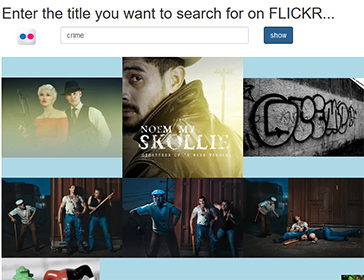 Enter the title you want to search for on FLICKR...
crime
show
NOEM MY
SKOLLIE